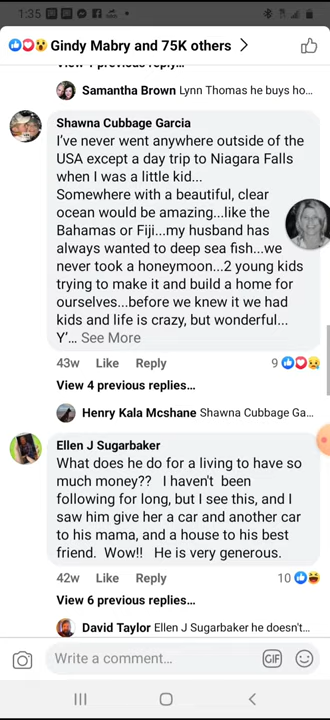 1:35
Gindy Mabry and 75K others
View 1 previous reply...
Samantha Brown Lynn Thomas he buys ho...
Shawna Cubbage Garcia
I've never went anywhere outside of the
USA except a day trip to Niagara Falls
when I was a little kid...
Somewhere with a beautiful, clear
ocean would be amazing...like the
Bahamas or Fiji...my husband has
always wanted to deep sea fish...we
never took a honeymoon...2 young kids
trying to make it and build a home for
ourselves...before we knew it we had
kids and life is crazy, but wonderful...
Y'... See More
43w Like Reply 9
View 4 previous replies...
Henry Kala Mcshane Shawna Cubbage Ga...
Ellen J Sugarbaker
What does he do for a living to have so
much money?? I haven't been
following for long, but I see this, and I
saw him give her a car and another car
to his mama, and a house to his best
friend. Wow!! He is very generous.
42w Like Reply 10
View 6 previous replies...
David Taylor Ellen J Sugarbaker he doesn't...
Write a comment...
GIF